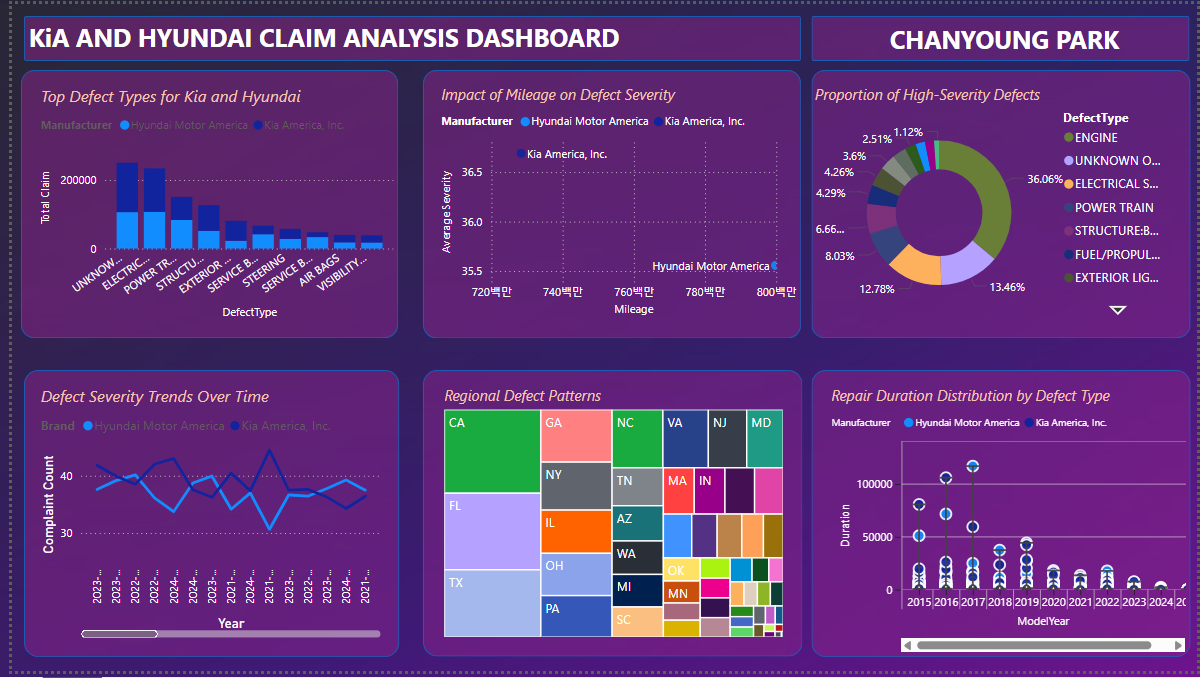 KiA AND HYUNDAI CLAIM ANALYSIS DASHBOARD
CHANYOUNG PARK
Top Defect Types for Kia and Hyundai
Manufacturer Hyundai Motor America Kia America, Inc.
Total Claim
200000
0
UNKNOW...
ELECTRIC...
POWER TR...
STRUCTU...
EXTERIOR ...
SERVICE B...
STEERING
SERVICE B...
AIR BAGS
VISIBILITY...
DefectType
Impact of Mileage on Defect Severity
Manufacturer Hyundai Motor America Kia America, Inc.
Average Severity
36.5
36.0
35.5
Kia America, Inc.
Hyundai Motor America
720백만 740백만 760백만 780백만 800백만
Mileage
Proportion of High-Severity Defects
36.06%
13.46%
12.78%
8.03%
6.66...
4.29%
4.26%
3.6%
2.51%
1.12%
DefectType
ENGINE
UNKNOWN O...
ELECTRICAL S...
POWER TRAIN
STRUCTURE:B...
FUEL/PROPUL...
EXTERIOR LIG...
Defect Severity Trends Over Time
Brand Hyundai Motor America Kia America, Inc.
Complaint Count
40
30
2023-...
2023-...
2022-...
2022-...
2024-...
2024-...
2022-...
2021-...
2024-...
2021-...
2023-...
2022-...
2023-...
2024-...
2021-...
Year
Regional Defect Patterns
CA
FL
TX
GA
NY
IL
OH
PA
NC
TN
AZ
WA
MI
SC
VA
NJ
MD
MA
IN
OK
MN
Repair Duration Distribution by Defect Type
Manufacturer Hyundai Motor America Kia America, Inc.
Duration
100000
50000
0
2015 2016 2017 2018 2019 2020 2021 2022 2023 2024 20
ModelYear